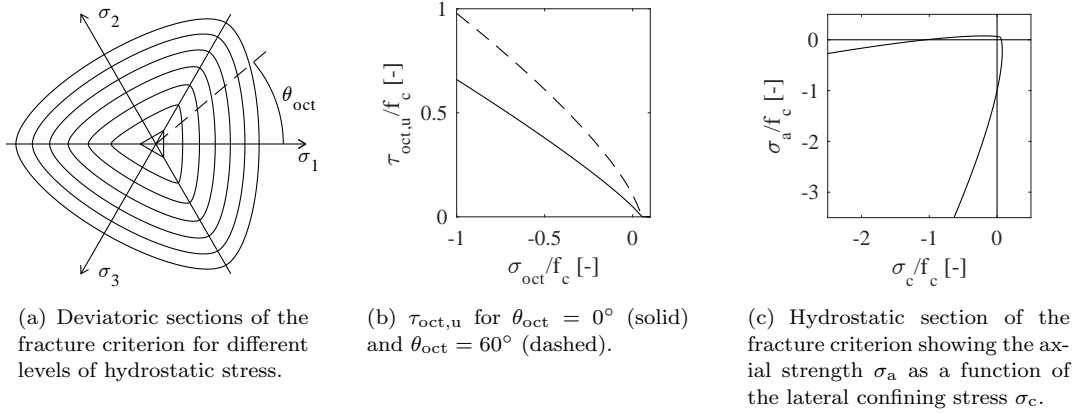 σ2
θoct
σ1
σ3
1
0.5
0
τoct,u/fc [-]
-1
-0.5
0
σoct/fc [-]
0
-1
-2
-3
σa/fc [-]
-2
-1
0
σc/fc [-]
(a) Deviatoric sections of the
fracture criterion for different
levels of hydrostatic stress.
(b) τoct,u for θoct = 0° (solid)
and θoct = 60° (dashed).
(c) Hydrostatic section of the
fracture criterion showing the ax-
ial strength σa as a function of
the lateral confining stress σc.